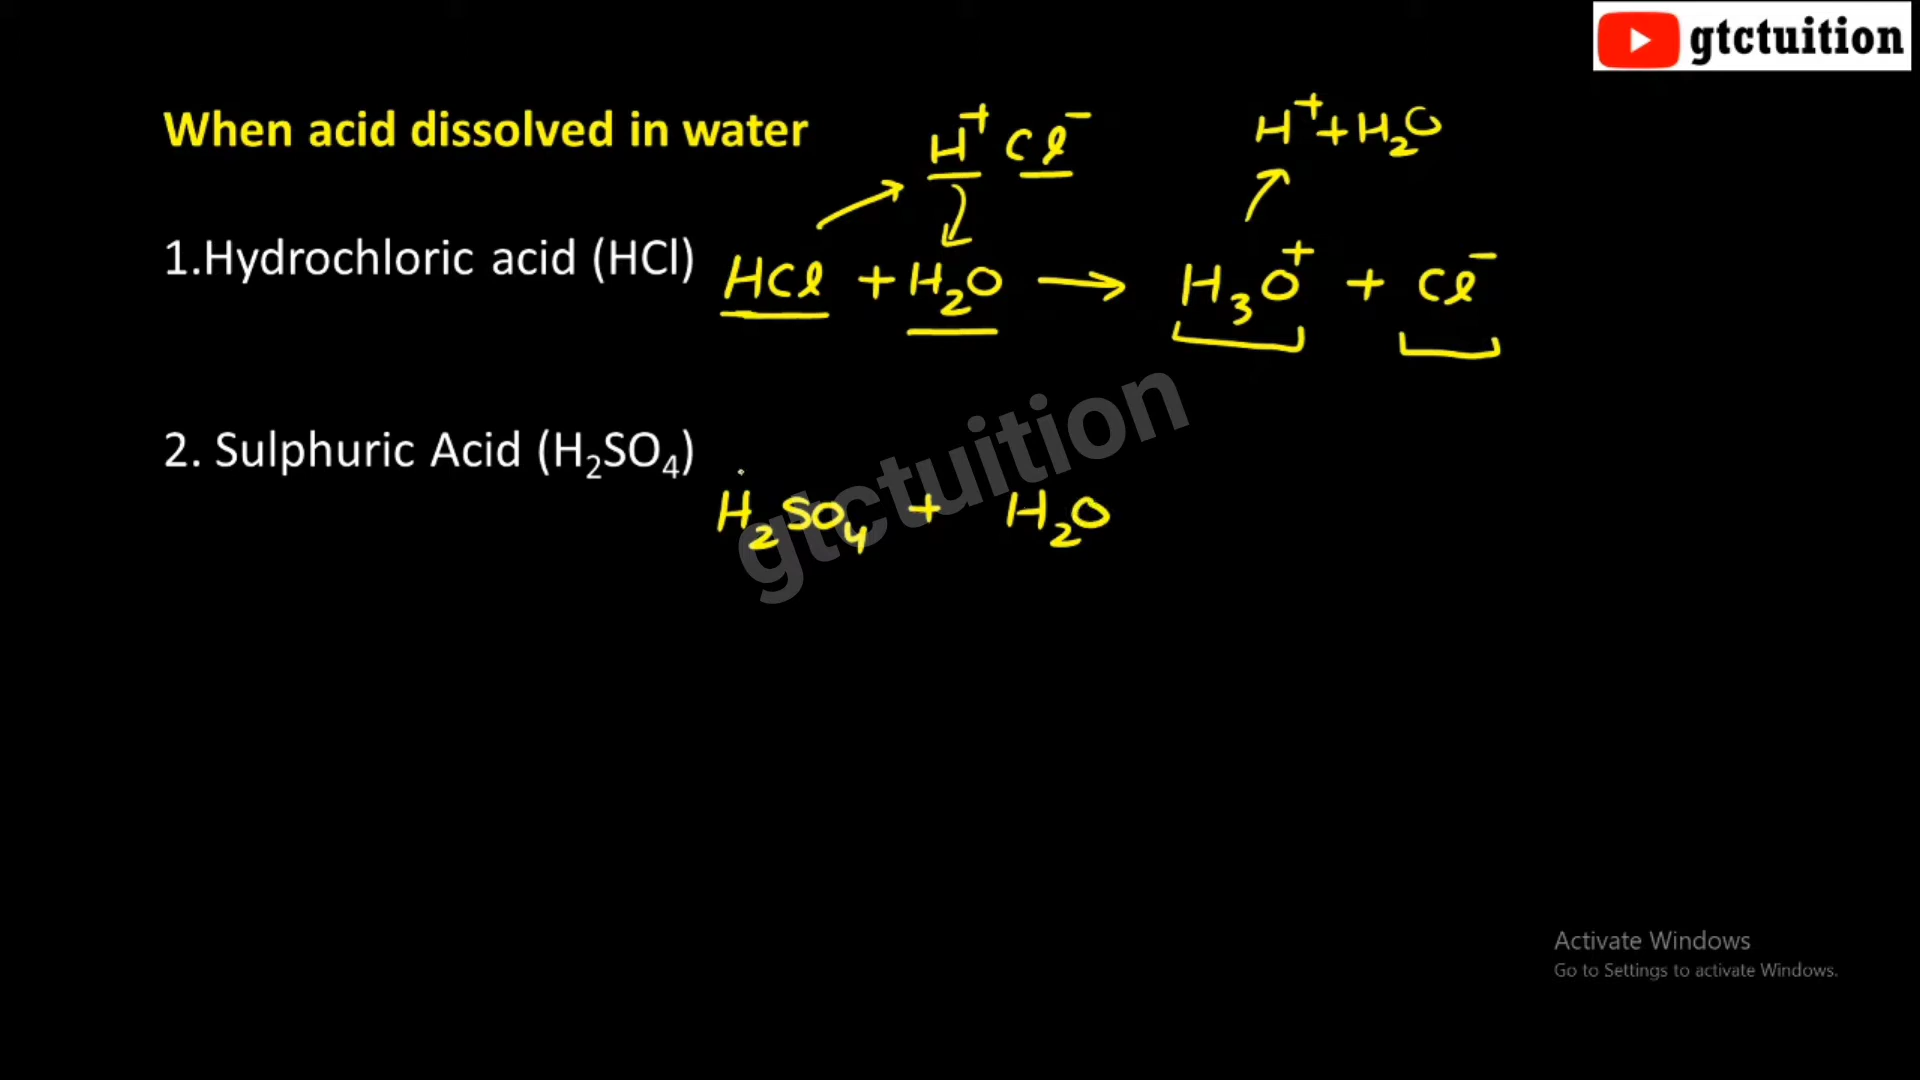 gtctuition
When acid dissolved in water
H⁺ Cl⁻
H⁺ + H₂O
1.Hydrochloric acid (HCl)
HCl + H₂O → H₃O⁺ + Cl⁻
2. Sulphuric Acid (H₂SO₄)
H₂SO₄ + H₂O
gtctuition
Activate Windows
Go to Settings to activate Windows.